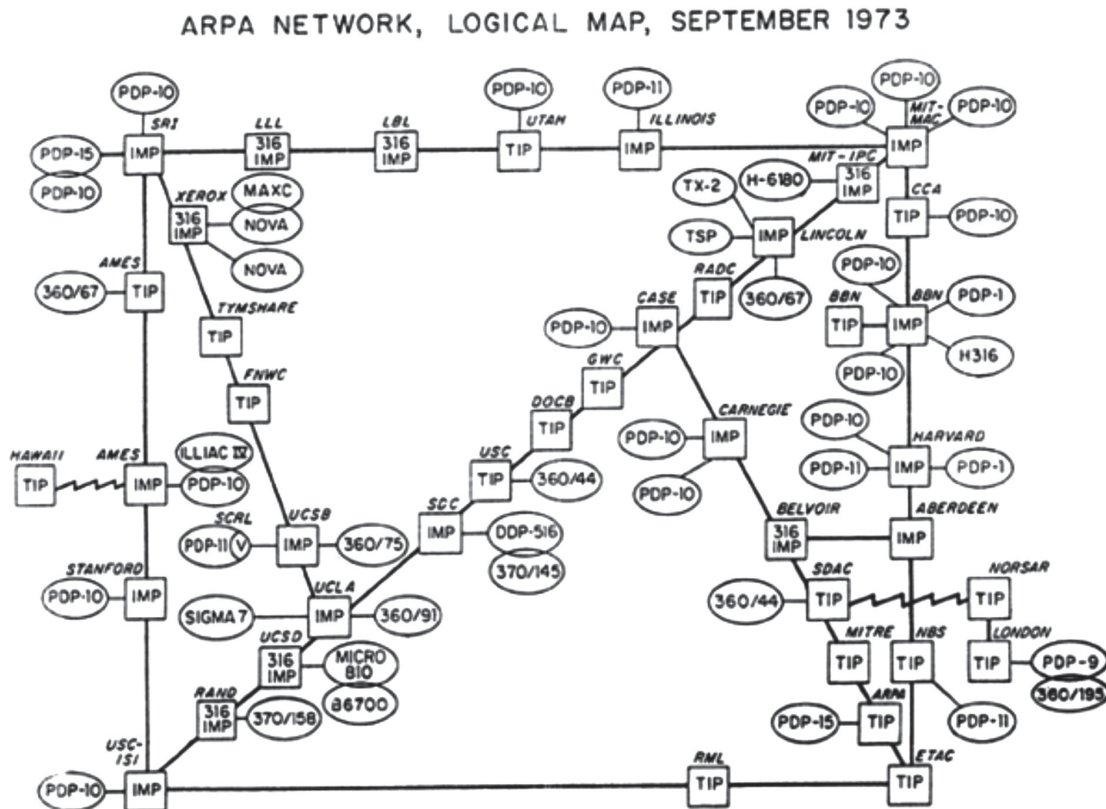 ARPA NETWORK, LOGICAL MAP, SEPTEMBER 1973
PDP-10
PDP-10
PDP-11
PDP-10
PDP-10
MIT-MAC
PDP-10
SRI
LLL
LBL
UTAH
ILLINOIS
PDP-15
IMP
316 IMP
316 IMP
TIP
IMP
IMP
PDP-10
MIT-IPC
XEROX
MAXC
TX-2
H-6180
316 IMP
CCA
316 IMP
NOVA
TSP
IMP
LINCOLN
TIP
PDP-10
NOVA
AMES
RADC
PDP-10
360/67
TIP
TIP
360/67
BBN
BBN
PDP-1
TYMSHARE
CASE
TIP
PDP-10
IMP
TIP
IMP
H316
FNWC
GWC
PDP-10
TIP
TIP
DOCB
CARNEGIE
PDP-10
TIP
PDP-10
IMP
HARVARD
HAWAII
AMES
ILLIAC IV
USC
PDP-11
IMP
PDP-1
TIP
IMP
PDP-10
TIP
360/44
PDP-10
SCRL
UCSB
SDC
BELVOIR
ABERDEEN
PDP-11
V
IMP
360/75
IMP
DDP-516
316 IMP
IMP
370/145
STANFORD
UCLA
SDAC
NORSAR
PDP-10
IMP
360/44
TIP
TIP
SIGMA 7
IMP
360/91
UCSD
MITRE
NBS
LONDON
316 IMP
MICRO 810
TIP
TIP
TIP
PDP-9
B6700
360/195
RAND
ARPA
316 IMP
370/158
PDP-15
TIP
PDP-11
USC-ISI
RML
ETAC
PDP-10
IMP
TIP
TIP